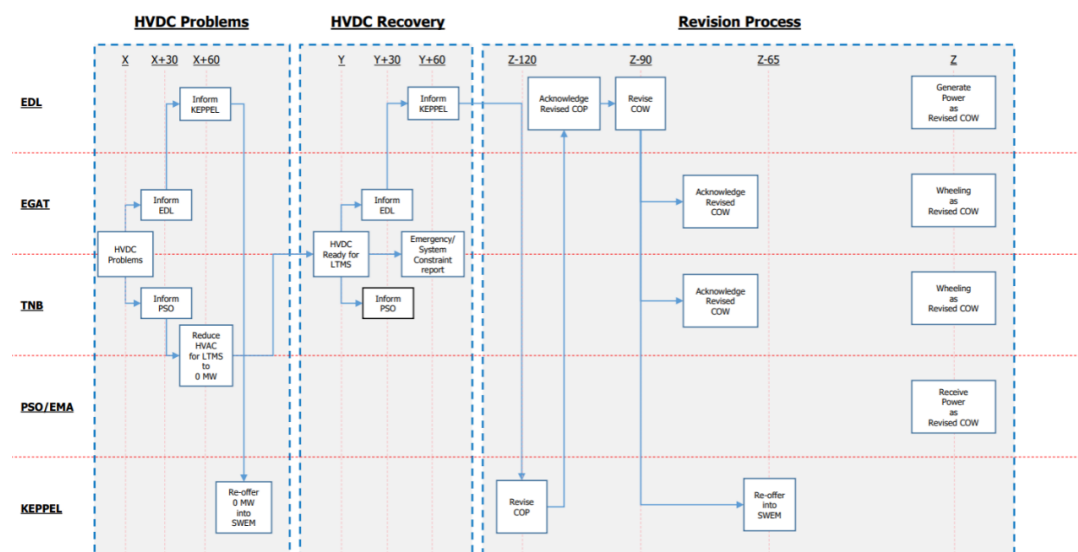 HVDC Problems
HVDC Recovery
Revision Process
X
X+30
X+60
Y
Y+30
Y+60
Z-120
Z-90
Z-65
Z
EDL
Inform
KEPPEL
Inform
KEPPEL
Acknowledge
Revised COP
Revise
COW
Generate
Power
as
Revised COW
EGAT
Inform
EDL
Inform
EDL
Acknowledge
Revised
COW
Wheeling
as
Revised COW
HVDC
Problems
HVDC
Ready for
LTMS
Emergency/
System
Constraint
report
TNB
Inform
PSO
Inform
PSO
Acknowledge
Revised
COW
Wheeling
as
Revised COW
Reduce
HVAC
for LTMS
to
0 MW
PSO/EMA
Receive
Power
as
Revised COW
KEPPEL
Re-offer
0 MW
into
SWEM
Revise
COP
Re-offer
into
SWEM